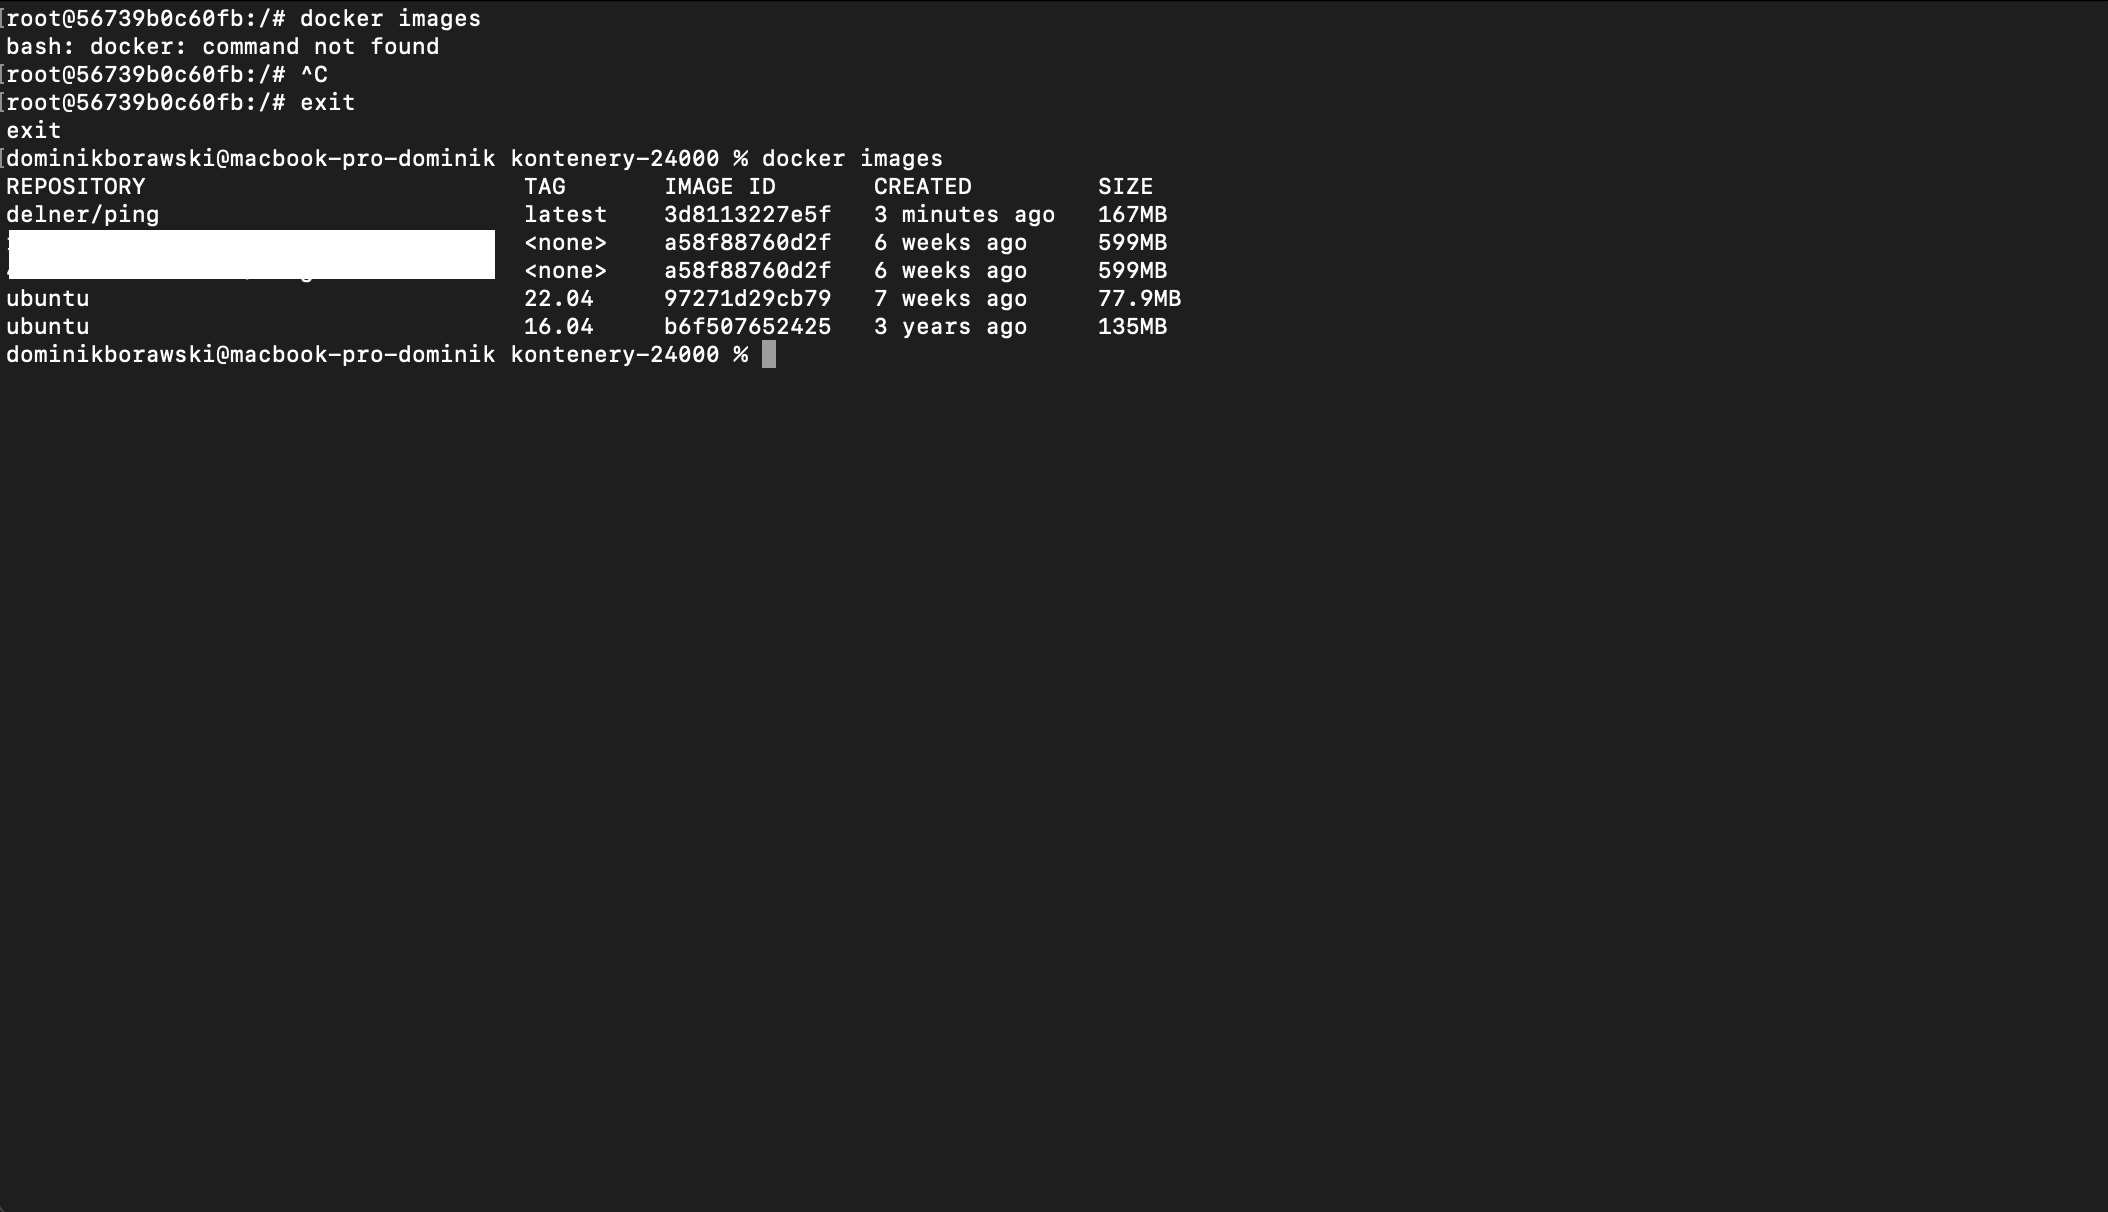 root@56739b0c60fb:/# docker images
bash: docker: command not found
root@56739b0c60fb:/# ^C
root@56739b0c60fb:/# exit
exit
dominikborawski@macbook-pro-dominik kontenery-24000 % docker images
REPOSITORY TAG IMAGE ID CREATED SIZE
delner/ping latest 3d8113227e5f 3 minutes ago 167MB
<none> a58f88760d2f 6 weeks ago 599MB
<none> a58f88760d2f 6 weeks ago 599MB
ubuntu 22.04 97271d29cb79 7 weeks ago 77.9MB
ubuntu 16.04 b6f507652425 3 years ago 135MB
dominikborawski@macbook-pro-dominik kontenery-24000 %